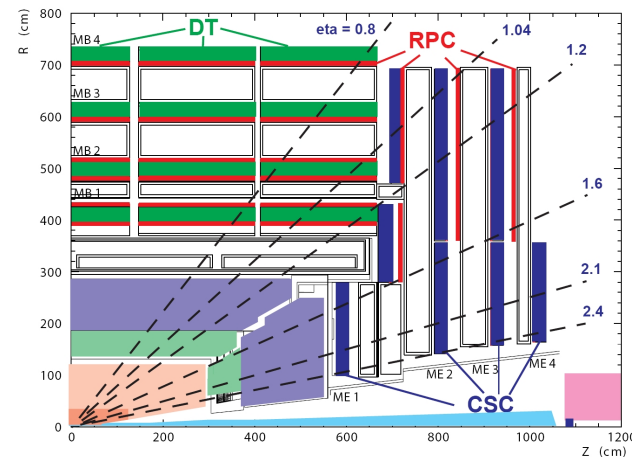 R (cm)
800
700
600
500
400
300
200
100
0
MB 4
MB 3
MB 2
MB 1
DT
eta = 0.8
RPC
1.04
1.2
1.6
2.1
2.4
ME 1
ME 2
ME 3
ME 4
CSC
0
200
400
600
800
1000
1200
Z (cm)